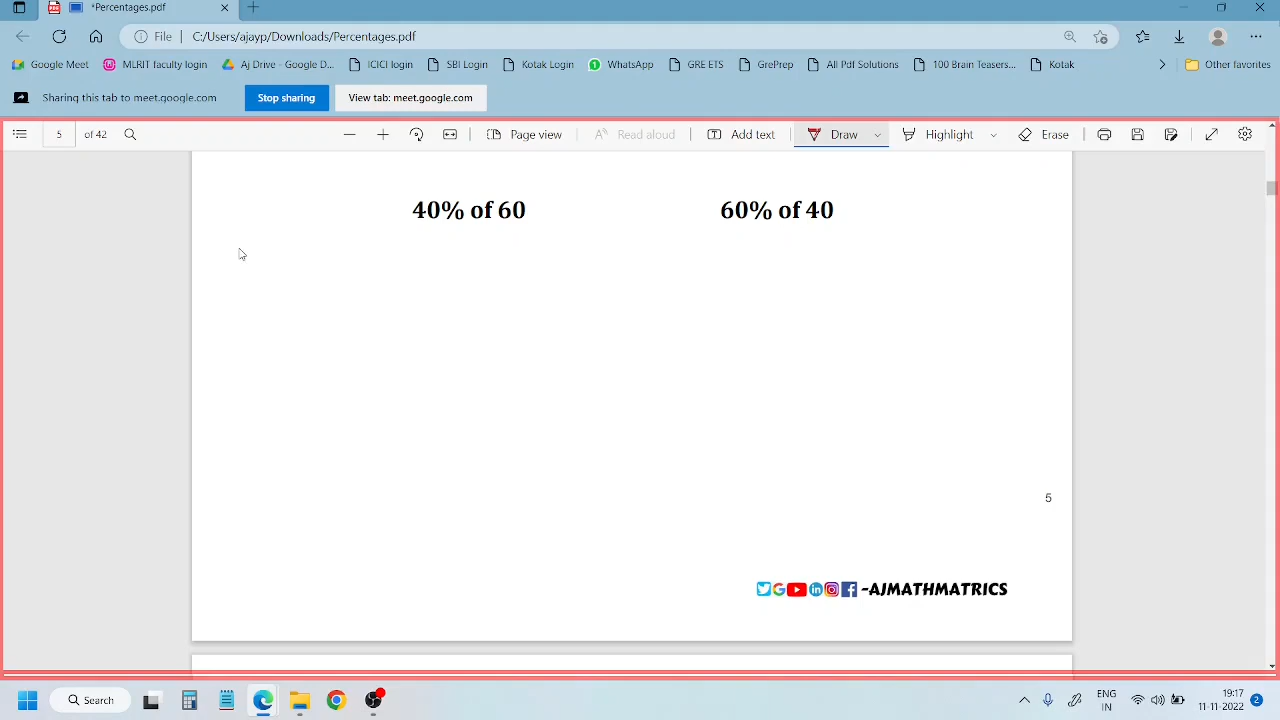 *Percentages.pdf
File | C:/Users/ajayp/Downloads/Percentages.pdf
Google Meet MLRIT faculty login Aj Drive - Google D... ICICI login SBI Login Kotak Login WhatsApp GRE ETS GrePrep All Pdf Solutions 100 Brain Teasers... Kotak Other favorites
Sharing this tab to meet.google.com Stop sharing View tab: meet.google.com
5 of 42 Page view Read aloud Add text Draw Highlight Erase
40% of 60 60% of 40
5
-AJMATHMATRICS
Search
ENG
IN
19:17
11-11-2022
2